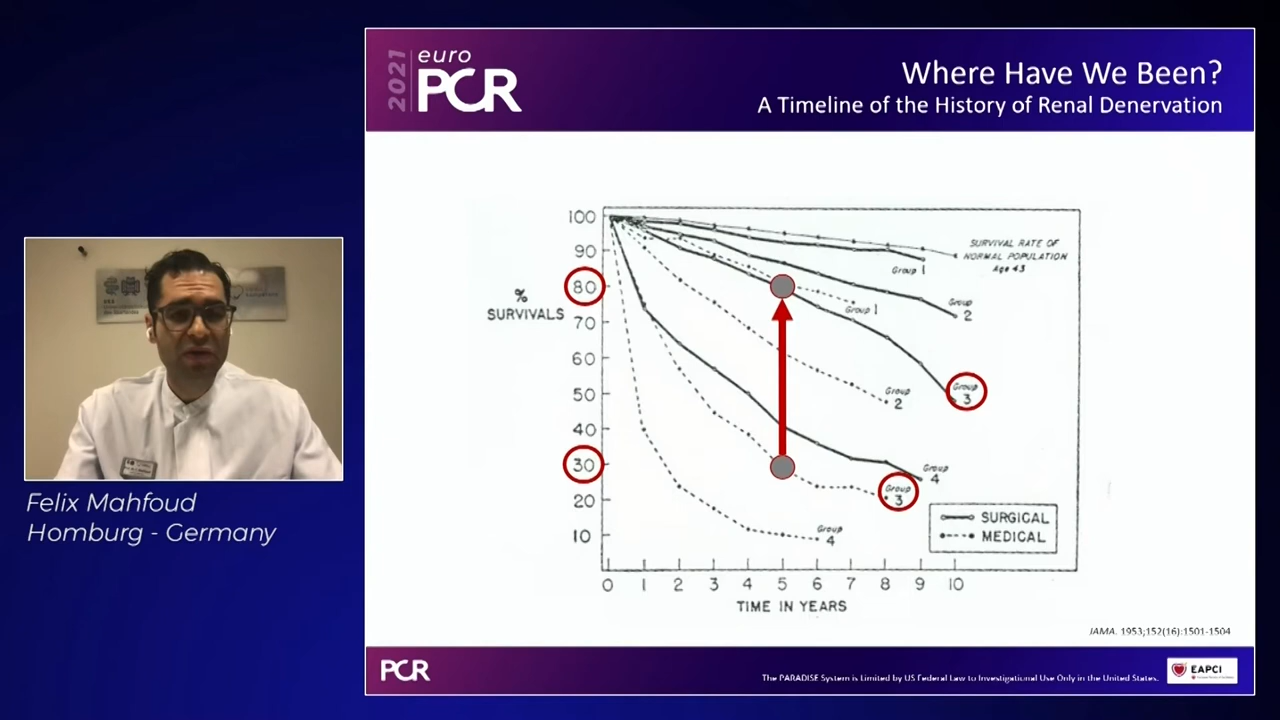 2021
euro
PCR
Where Have We Been?
A Timeline of the History of Renal Denervation
100
90
80
70
60
50
40
30
20
10
%
SURVIVALS
SURVIVAL RATE OF
NORMAL POPULATION
Age 43
Group 1
Group
2
Group 1
Group
2
Group
3
Group
4
Group
3
Group
4
SURGICAL
MEDICAL
0 1 2 3 4 5 6 7 8 9 10
TIME IN YEARS
JAMA. 1953;152(16):1501-1504
Felix Mahfoud
Homburg - Germany
PCR
The PARADISE System is Limited by US Federal Law to Investigational Use Only in the United States.
EAPCI